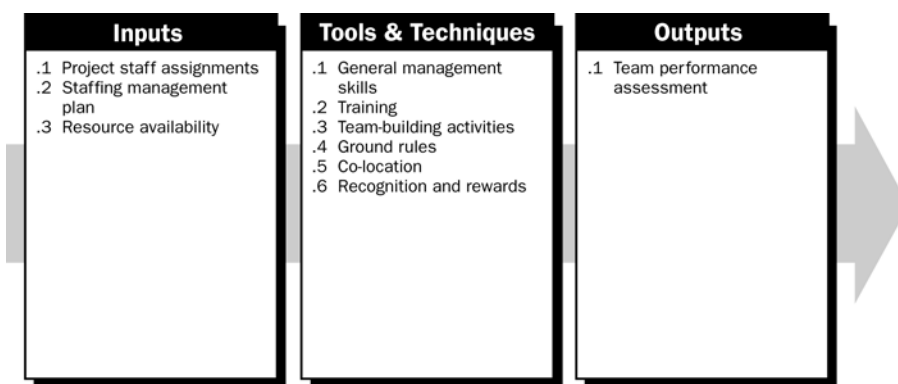 Inputs
.1 Project staff assignments
.2 Staffing management
plan
.3 Resource availability
Tools & Techniques
.1 General management
skills
.2 Training
.3 Team-building activities
.4 Ground rules
.5 Co-location
.6 Recognition and rewards
Outputs
.1 Team performance
assessment